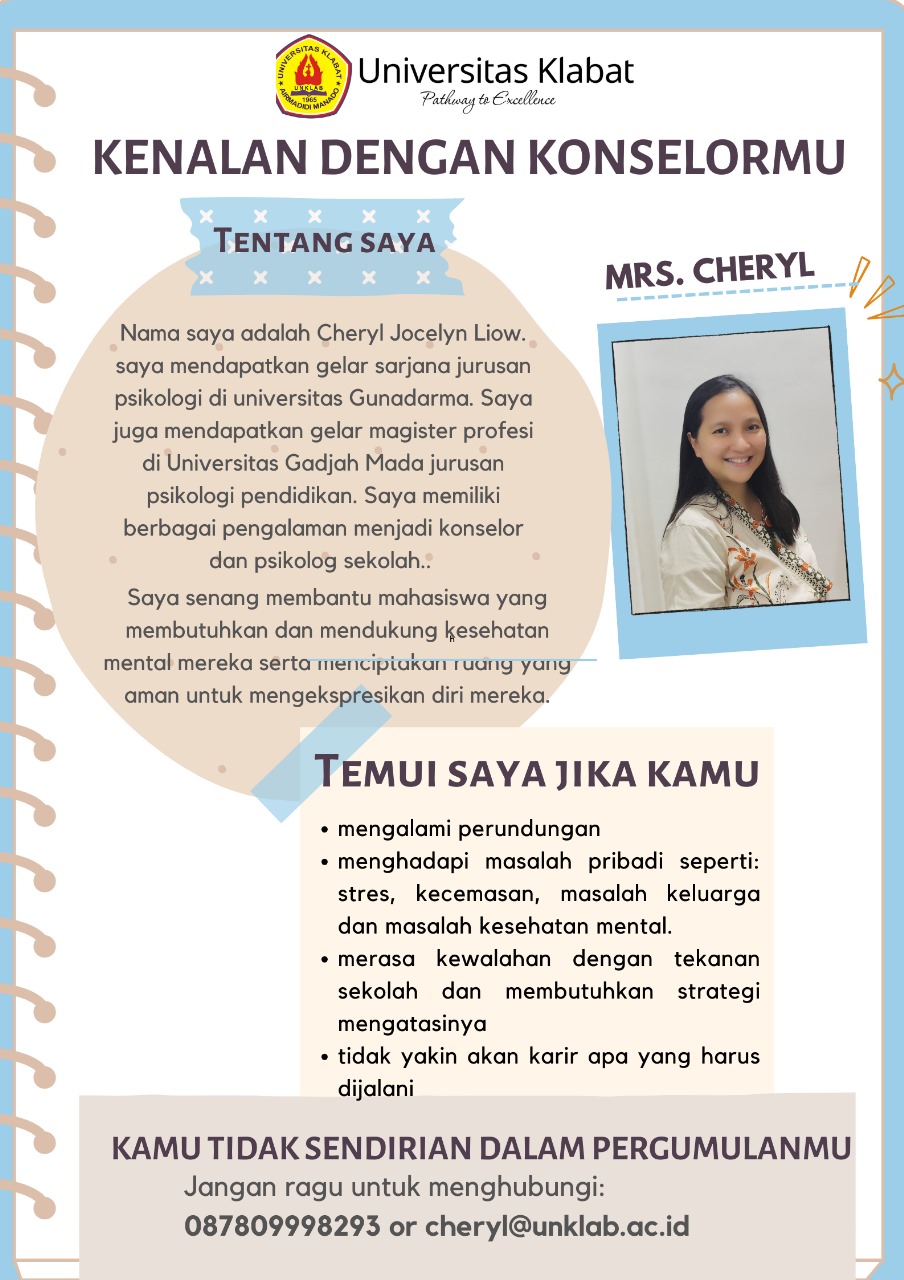 UNIVERSITAS KLABAT
UNKLAB
1965
AIRMADIDI MANADO
Universitas Klabat
Pathway to Excellence
KENALAN DENGAN KONSELORMU
TENTANG SAYA
MRS. CHERYL
Nama saya adalah Cheryl Jocelyn Liow.
saya mendapatkan gelar sarjana jurusan
psikologi di universitas Gunadarma. Saya
juga mendapatkan gelar magister profesi
di Universitas Gadjah Mada jurusan
psikologi pendidikan. Saya memiliki
berbagai pengalaman menjadi konselor
dan psikolog sekolah..
Saya senang membantu mahasiswa yang
membutuhkan dan mendukung kesehatan
h
mental mereka serta menciptakan ruang yang
aman untuk mengekspresikan diri mereka.
TEMUI SAYA JIKA KAMU
• mengalami perundungan
• menghadapi masalah pribadi seperti:
stres, kecemasan, masalah keluarga
dan masalah kesehatan mental.
• merasa kewalahan dengan tekanan
sekolah dan membutuhkan strategi
mengatasinya
• tidak yakin akan karir apa yang harus
dijalani
KAMU TIDAK SENDIRIAN DALAM PERGUMULANMU
Jangan ragu untuk menghubungi:
087809998293 or cheryl@unklab.ac.id